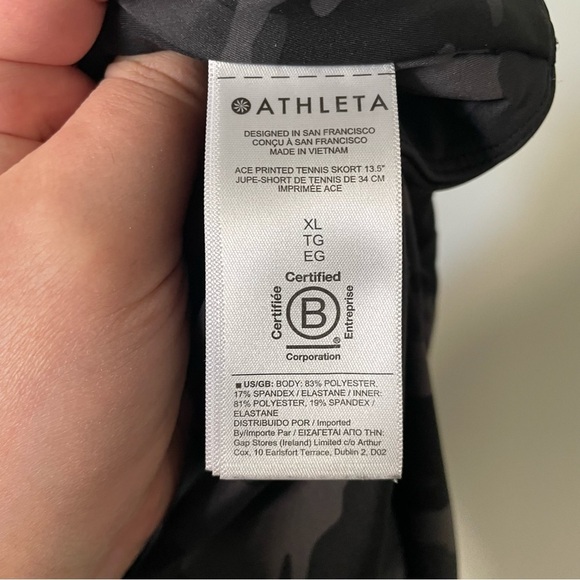 ATHLETA
DESIGNED IN SAN FRANCISCO
CONÇU À SAN FRANCISCO
MADE IN VIETNAM
ACE PRINTED TENNIS SKORT 13.5"
JUPE-SHORT DE TENNIS DE 34 CM
IMPRIMÉE ACE
XL
TG
EG
Certified
Certifiée
B
Entreprise
®
Corporation
■ US/GB: BODY: 83% POLYESTER,
17% SPANDEX / ELASTANE / INNER:
81% POLYESTER, 19% SPANDEX /
ELASTANE
DISTRIBUIDO POR / Imported
By/Importe Par / ΕΙΣΑΓΕΤΑΙ ΑΠΟ ΤΗΝ:
Gap Stores (Ireland) Limited c/o Arthur
Cox, 10 Earlsfort Terrace, Dublin 2, D02